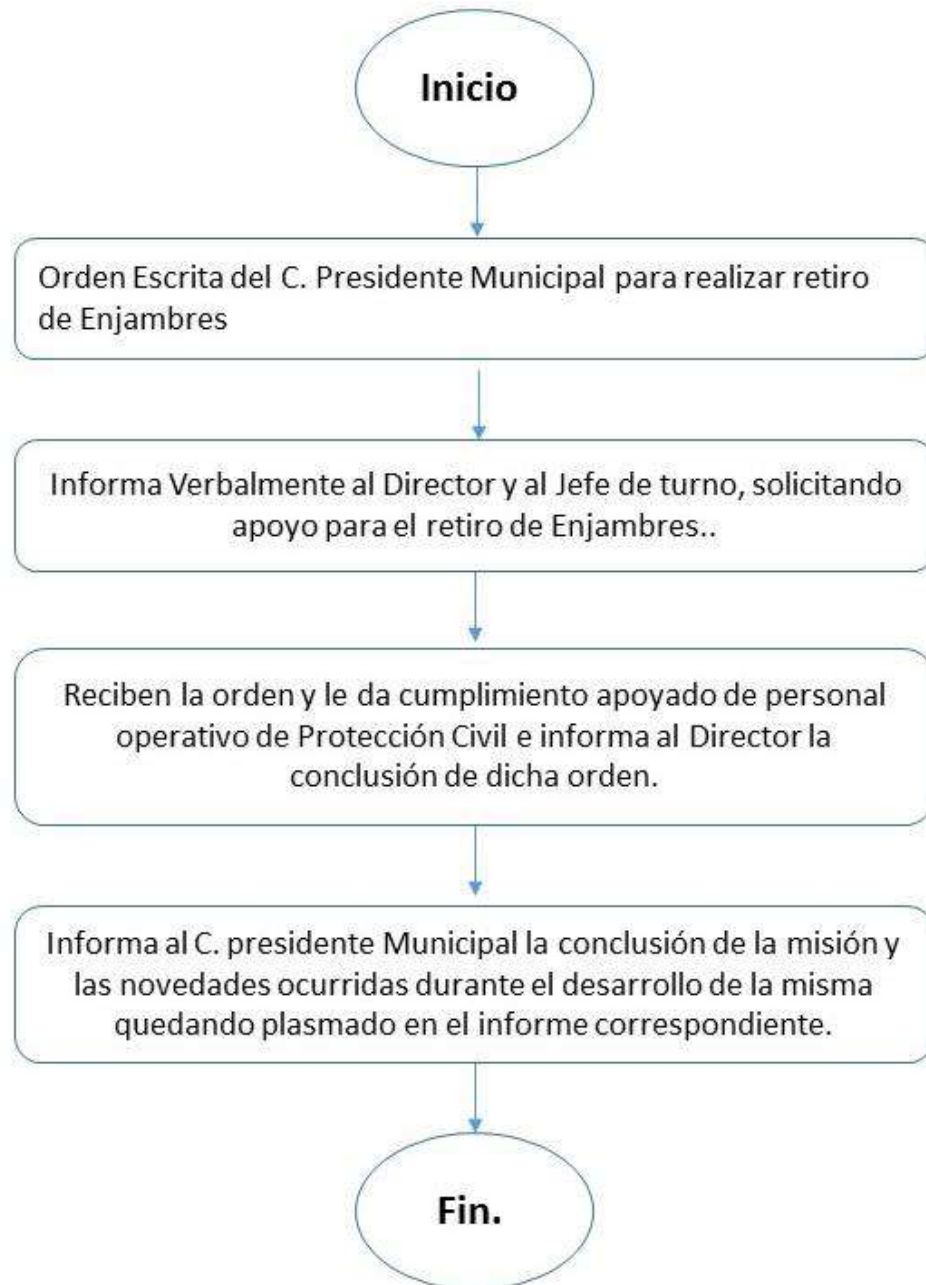 Inicio
Orden Escrita del C. Presidente Municipal para realizar retiro
de Enjambres
Informa Verbalmente al Director y al Jefe de turno, solicitando
apoyo para el retiro de Enjambres..
Reciben la orden y le da cumplimiento apoyado de personal
operativo de Protección Civil e informa al Director la
conclusión de dicha orden.
Informa al C. presidente Municipal la conclusión de la misión y
las novedades ocurridas durante el desarrollo de la misma
quedando plasmado en el informe correspondiente.
Fin.